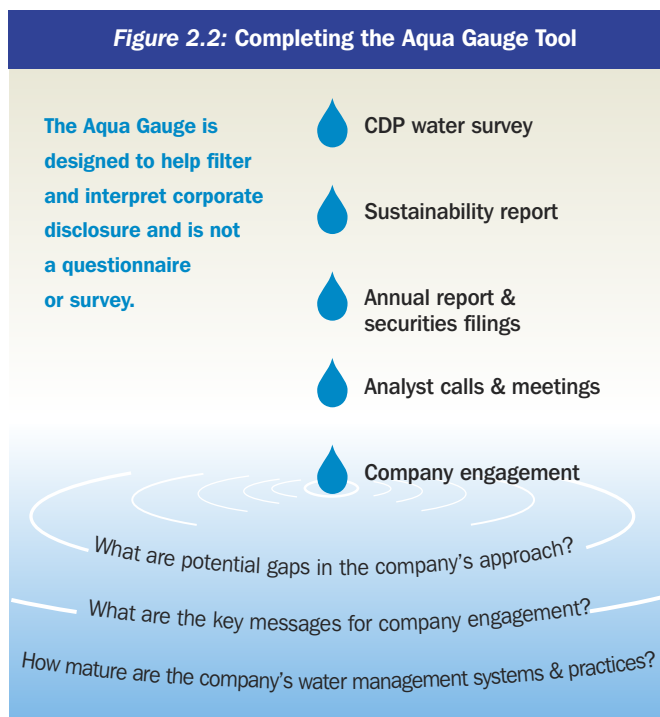 Figure 2.2: Completing the Aqua Gauge Tool
The Aqua Gauge is
designed to help filter
and interpret corporate
disclosure and is not
a questionnaire
or survey.
CDP water survey
Sustainability report
Annual report &
securities filings
Analyst calls & meetings
Company engagement
What are potential gaps in the company’s approach?
What are the key messages for company engagement?
How mature are the company’s water management systems & practices?